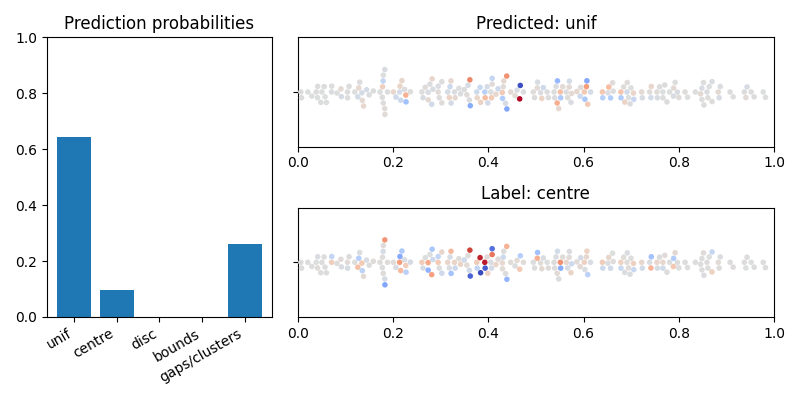 Prediction probabilities
1.0
0.8
0.6
0.4
0.2
0.0
unif
centre
disc
bounds
gaps/clusters
Predicted: unif
0.0 0.2 0.4 0.6 0.8 1.0
Label: centre
0.0 0.2 0.4 0.6 0.8 1.0